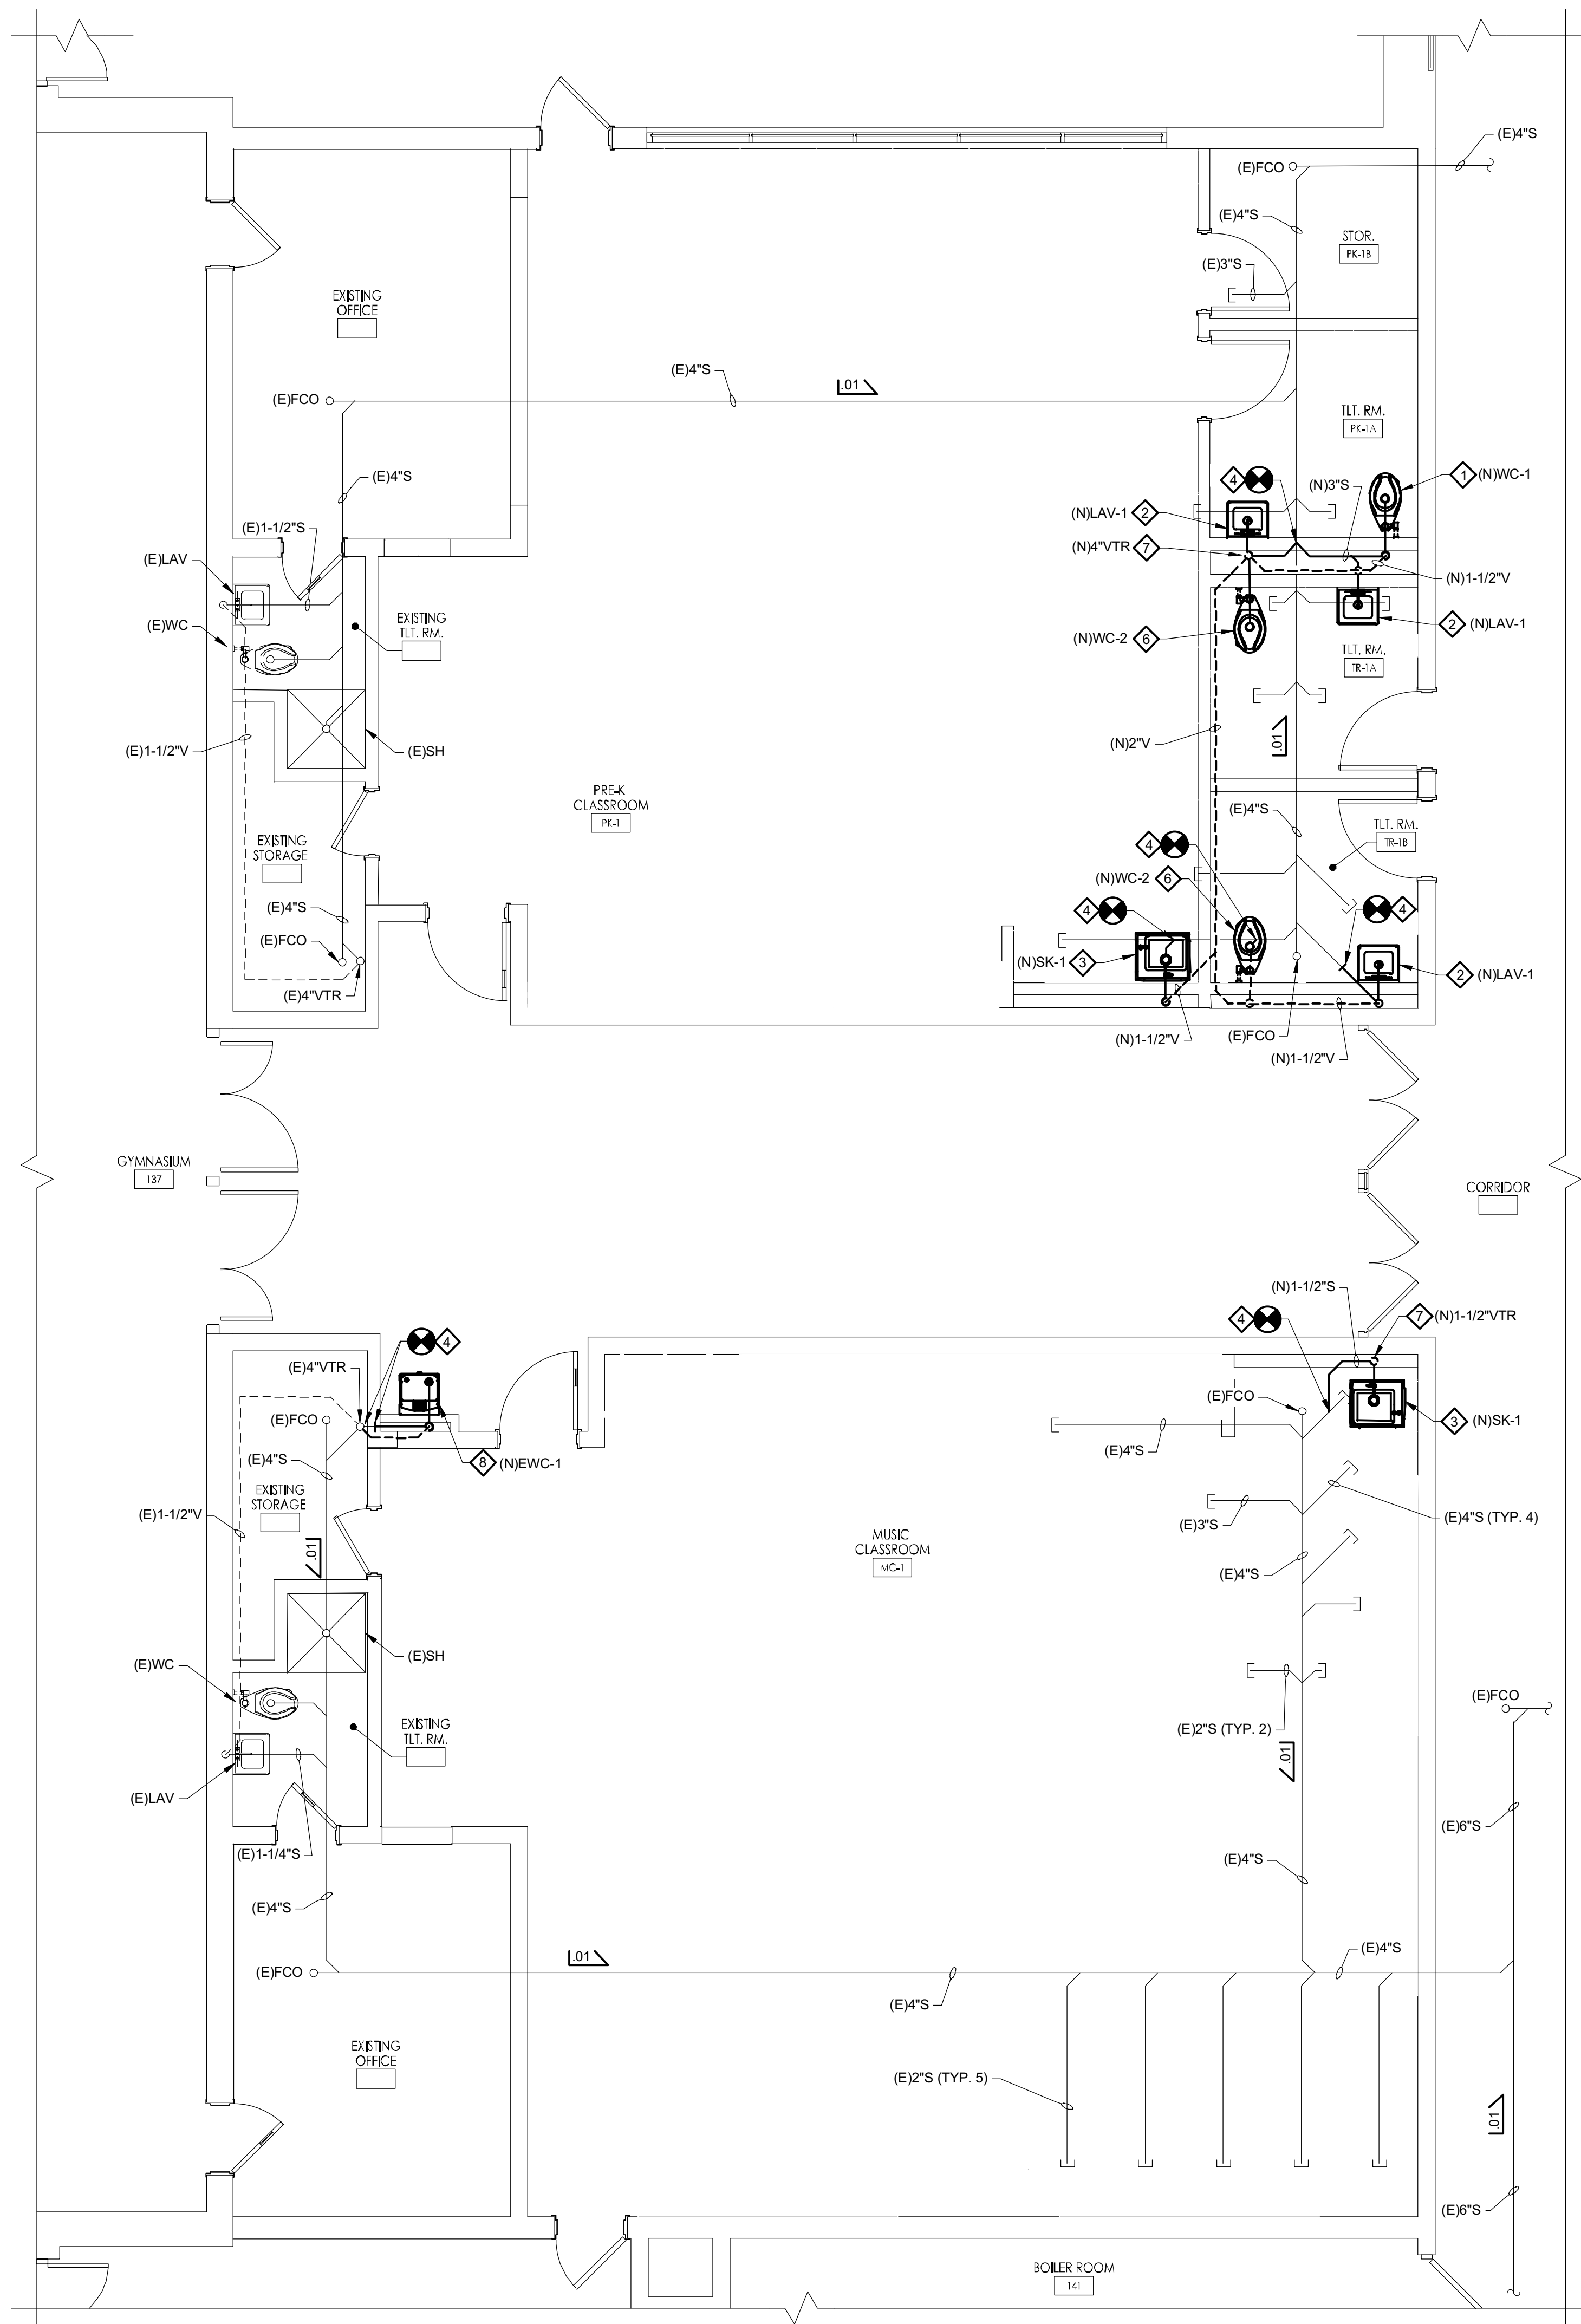 (E)4"S
(E)FCO
(E)4"S
STOR.
PK-1B
(E)3"S
EXISTING
OFFICE
(E)4"S
.01
(E)FCO
TLT. RM.
PK-1A
(E)4"S
4
(N)3"S
1
(N)WC-1
(N)LAV-1
2
(E)1-1/2"S
(N)4"VTR
7
(E)LAV
(N)1-1/2"V
EXISTING
TLT. RM.
(E)WC
(N)WC-2
6
2
(N)LAV-1
TLT. RM.
TR-1A
(E)1-1/2"V
(E)SH
(N)2"V
.01
PRE-K
CLASSROOM
PK-1
(E)4"S
TLT. RM.
TR-1B
EXISTING
STORAGE
4
(N)WC-2
6
(E)4"S
4
4
(E)FCO
(N)SK-1
3
2
(N)LAV-1
(E)4"VTR
(N)1-1/2"V
(E)FCO
(N)1-1/2"V
GYMNASIUM
137
CORRIDOR
(N)1-1/2"S
4
7
(N)1-1/2"VTR
4
(E)4"VTR
(E)FCO
(E)FCO
3
(N)SK-1
(E)4"S
(E)4"S
8
(N)EWC-1
EXISTING
STORAGE
(E)1-1/2"V
(E)3"S
(E)4"S (TYP. 4)
MUSIC
CLASSROOM
MC-1
.01
(E)4"S
(E)SH
(E)WC
(E)FCO
EXISTING
TLT. RM.
(E)2"S (TYP. 2)
.01
(E)LAV
(E)6"S
(E)1-1/4"S
(E)4"S
(E)4"S
(E)4"S
.01
(E)FCO
(E)4"S
EXISTING
OFFICE
(E)2"S (TYP. 5)
.01
(E)6"S
BOILER ROOM
141